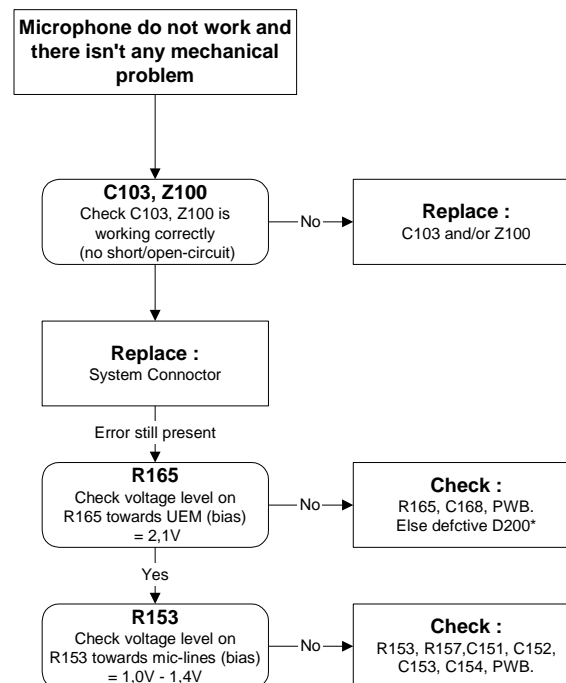 Microphone do not work and
there isn't any mechanical
problem
C103, Z100
Check C103, Z100 is
working correctly
(no short/open-circuit)
No
Replace :
C103 and/or Z100
Replace :
System Connoctor
Error still present
R165
Check voltage level on
R165 towards UEM (bias)
= 2,1V
No
Check :
R165, C168, PWB.
Else defctive D200*
Yes
R153
Check voltage level on
R153 towards mic-lines (bias)
= 1,0V - 1,4V
No
Check :
R153, R157,C151, C152,
C153, C154, PWB.